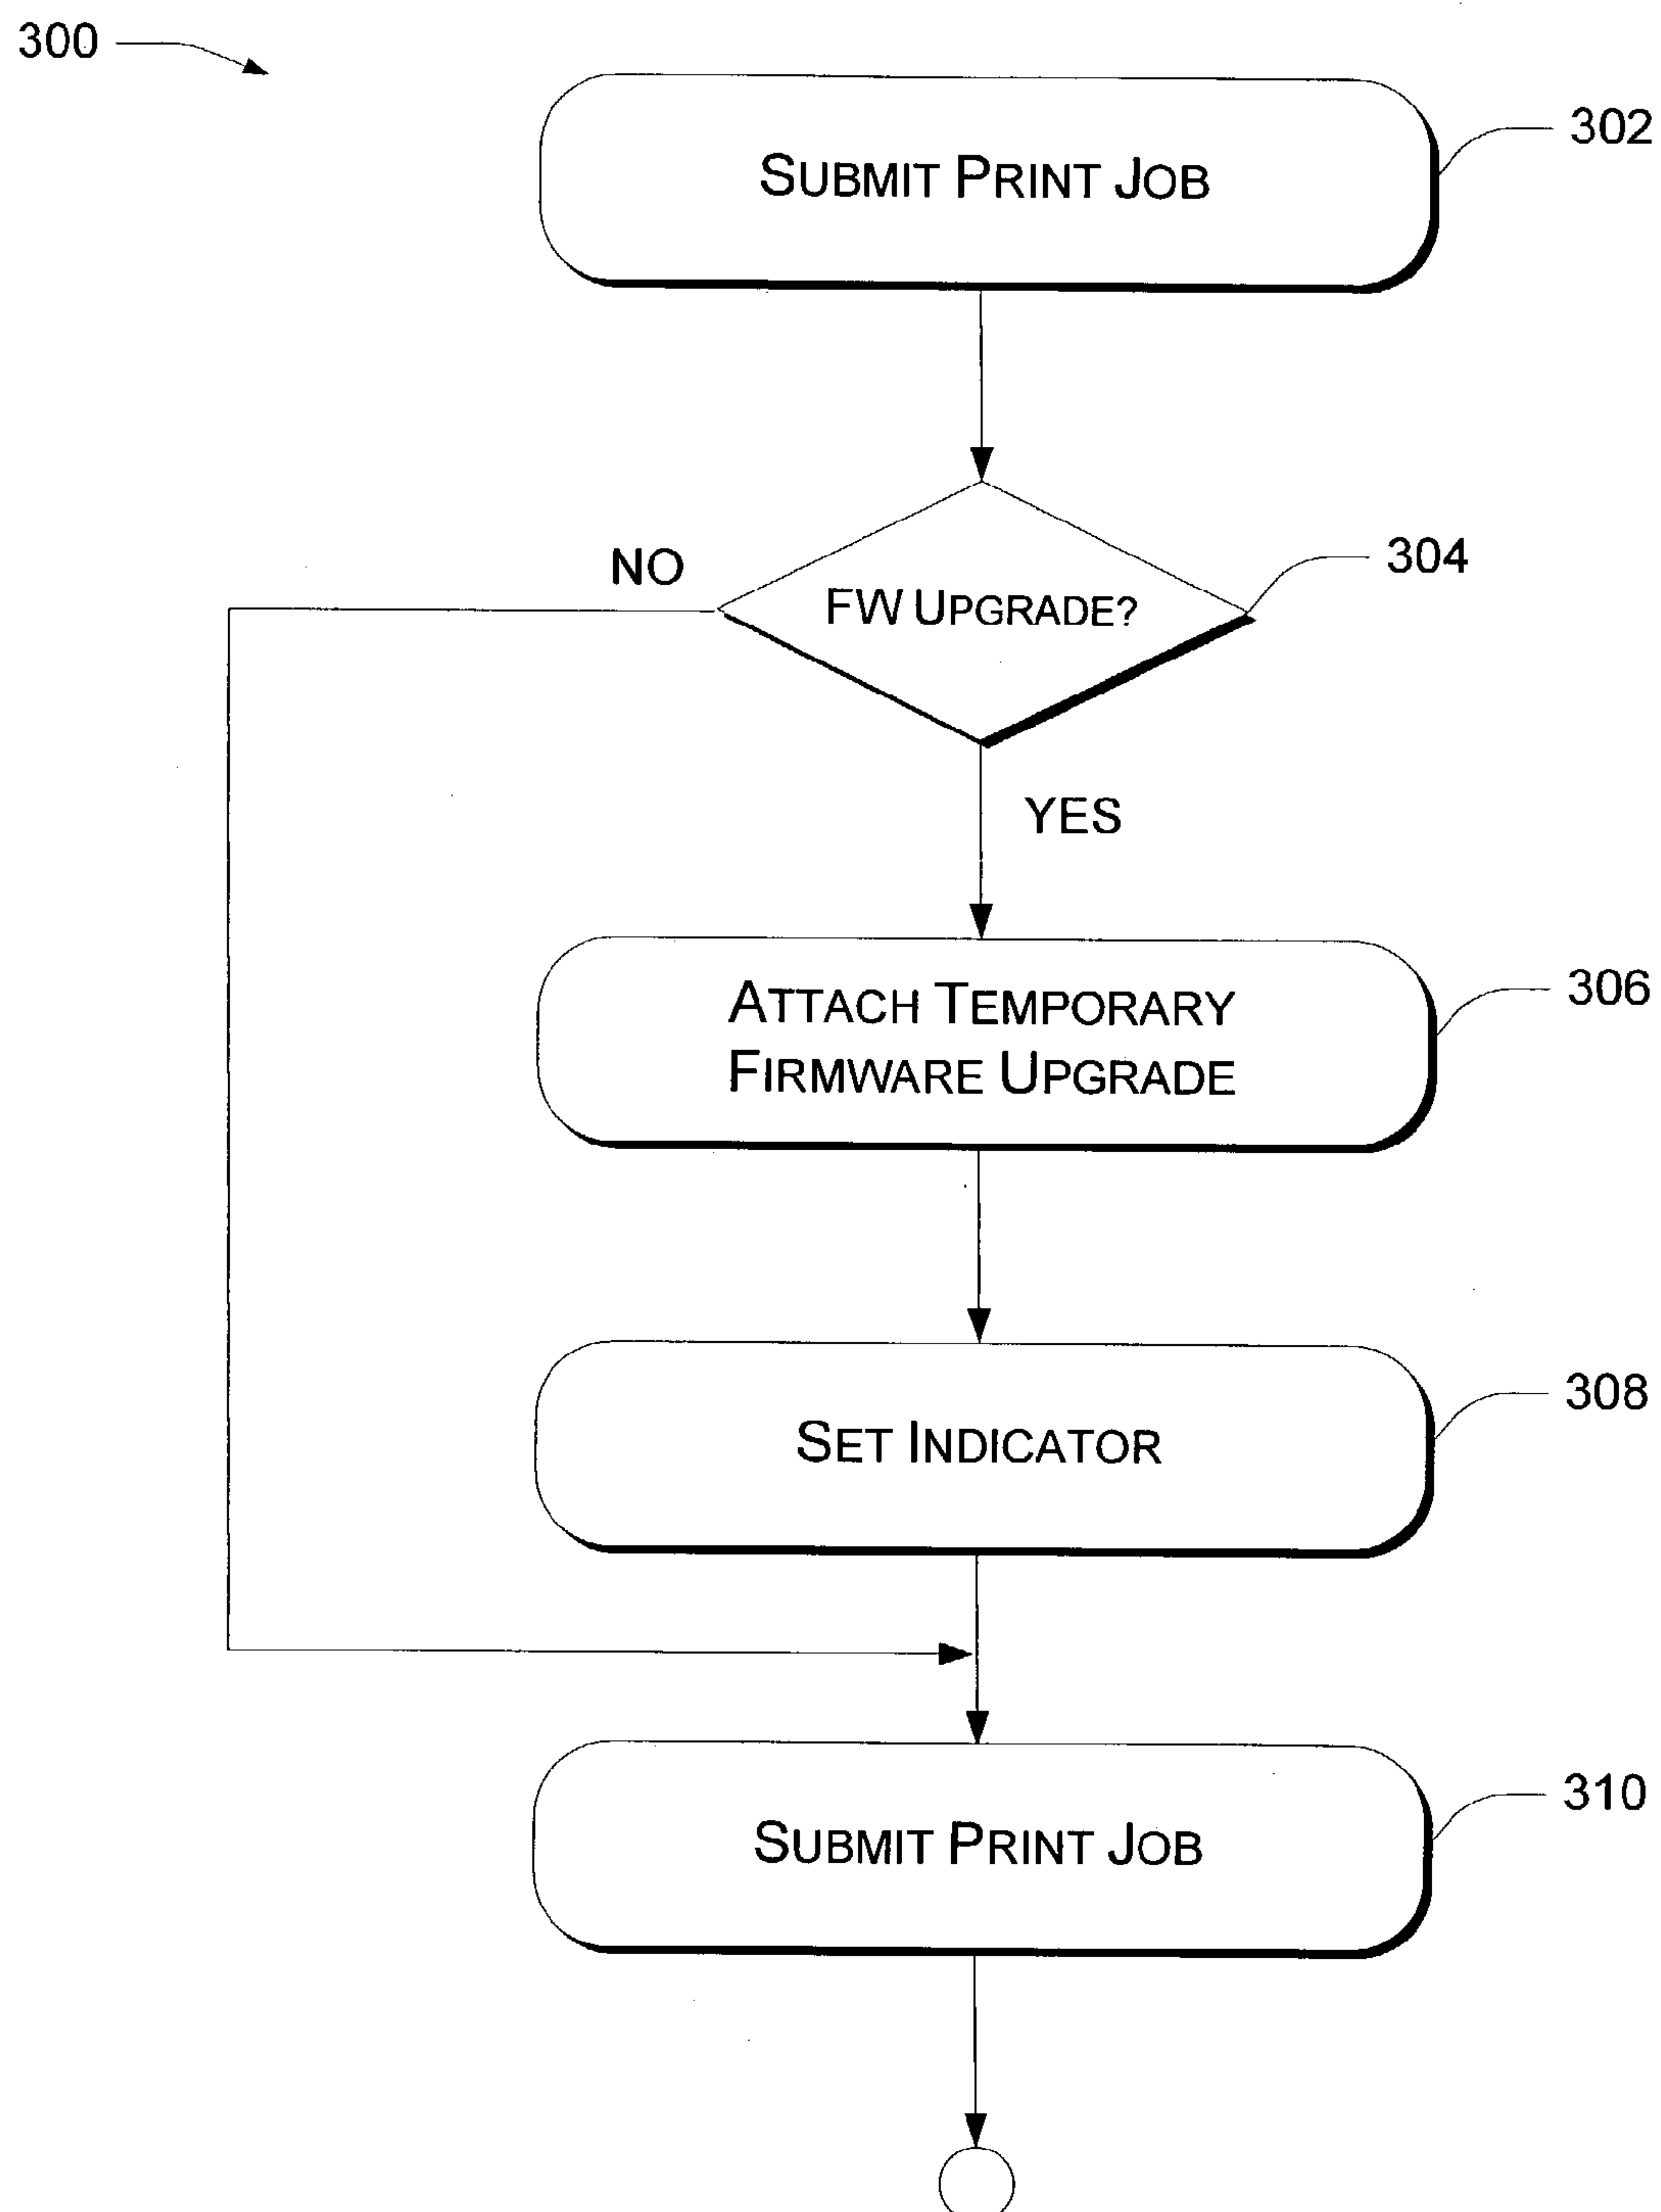 300
302
SUBMIT PRINT JOB
304
NO
FW UPGRADE?
YES
306
ATTACH TEMPORARY
FIRMWARE UPGRADE
308
SET INDICATOR
310
SUBMIT PRINT JOB